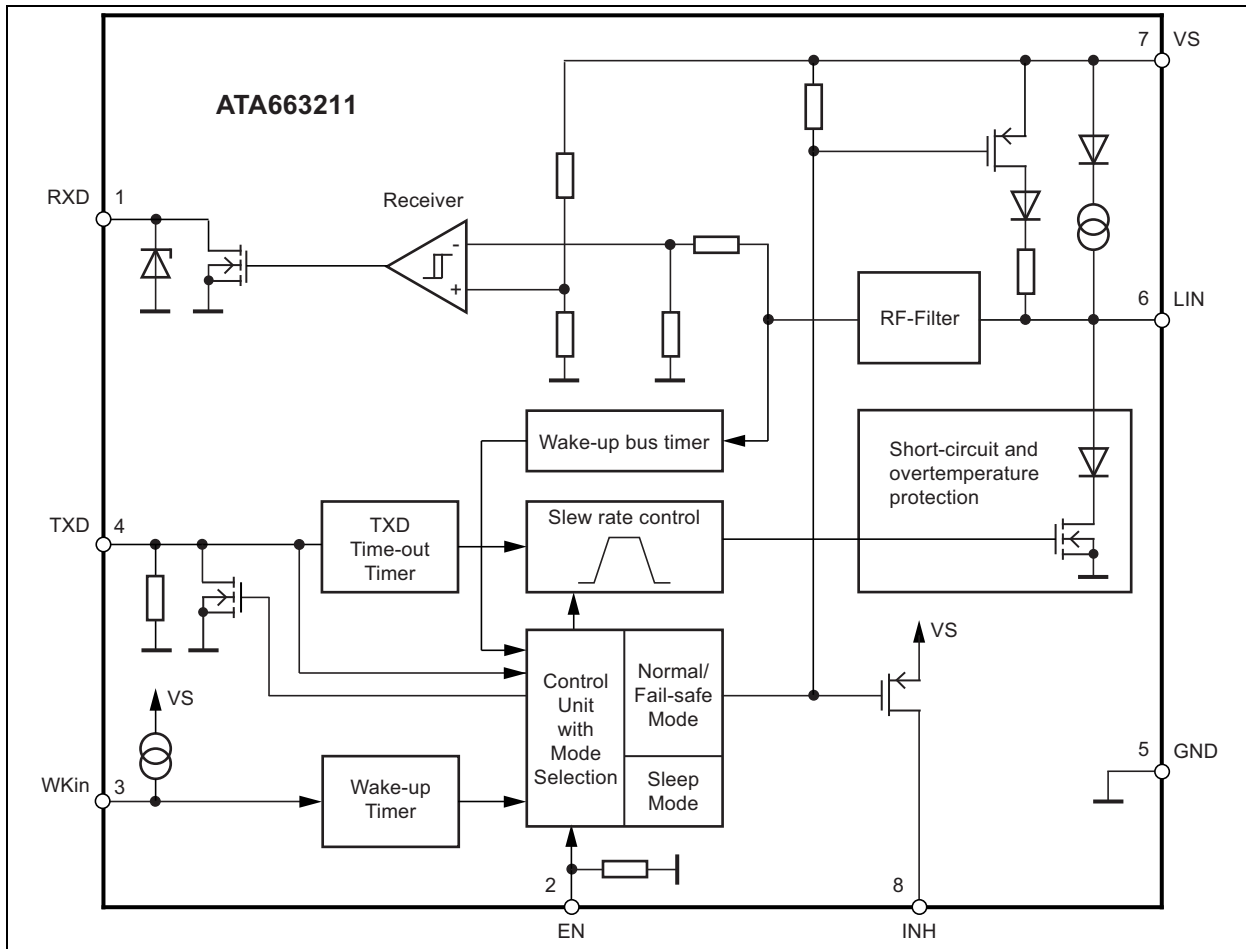 7 VS
ATA663211
RXD 1
Receiver
-
+
6 LIN
RF-Filter
Wake-up bus timer
Short-circuit and
overtemperature
protection
TXD 4
TXD
Time-out
Timer
Slew rate control
VS
Control
Unit
with
Mode
Selection
Normal/
Fail-safe
Mode
Sleep
Mode
VS
WKin 3
Wake-up
Timer
5 GND
2
EN
8
INH